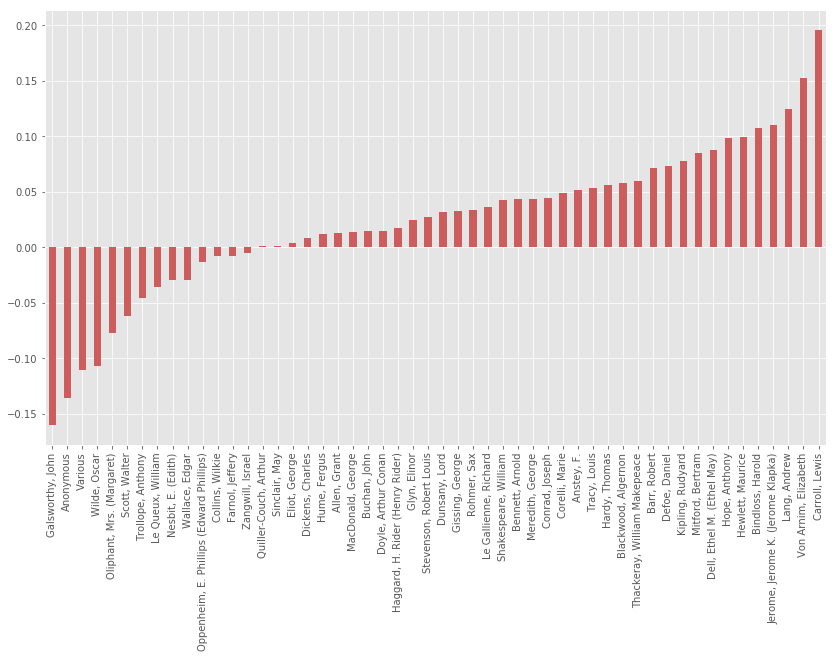 0.20
0.15
0.10
0.05
0.00
−0.05
−0.10
−0.15
Galsworthy, John
Anonymous
Various
Wilde, Oscar
Oliphant, Mrs. (Margaret)
Scott, Walter
Trollope, Anthony
Le Queux, William
Nesbit, E. (Edith)
Wallace, Edgar
Oppenheim, E. Phillips (Edward Phillips)
Collins, Wilkie
Farnol, Jeffery
Zangwill, Israel
Quiller-Couch, Arthur
Sinclair, May
Eliot, George
Dickens, Charles
Hume, Fergus
Allen, Grant
MacDonald, George
Buchan, John
Doyle, Arthur Conan
Haggard, H. Rider (Henry Rider)
Glyn, Elinor
Stevenson, Robert Louis
Dunsany, Lord
Gissing, George
Rohmer, Sax
Le Gallienne, Richard
Shakespeare, William
Bennett, Arnold
Meredith, George
Conrad, Joseph
Corelli, Marie
Anstey, F.
Tracy, Louis
Hardy, Thomas
Blackwood, Algernon
Thackeray, William Makepeace
Barr, Robert
Defoe, Daniel
Kipling, Rudyard
Mitford, Bertram
Dell, Ethel M. (Ethel May)
Hope, Anthony
Hewlett, Maurice
Bindloss, Harold
Jerome, Jerome K. (Jerome Klapka)
Lang, Andrew
Von Arnim, Elizabeth
Carroll, Lewis